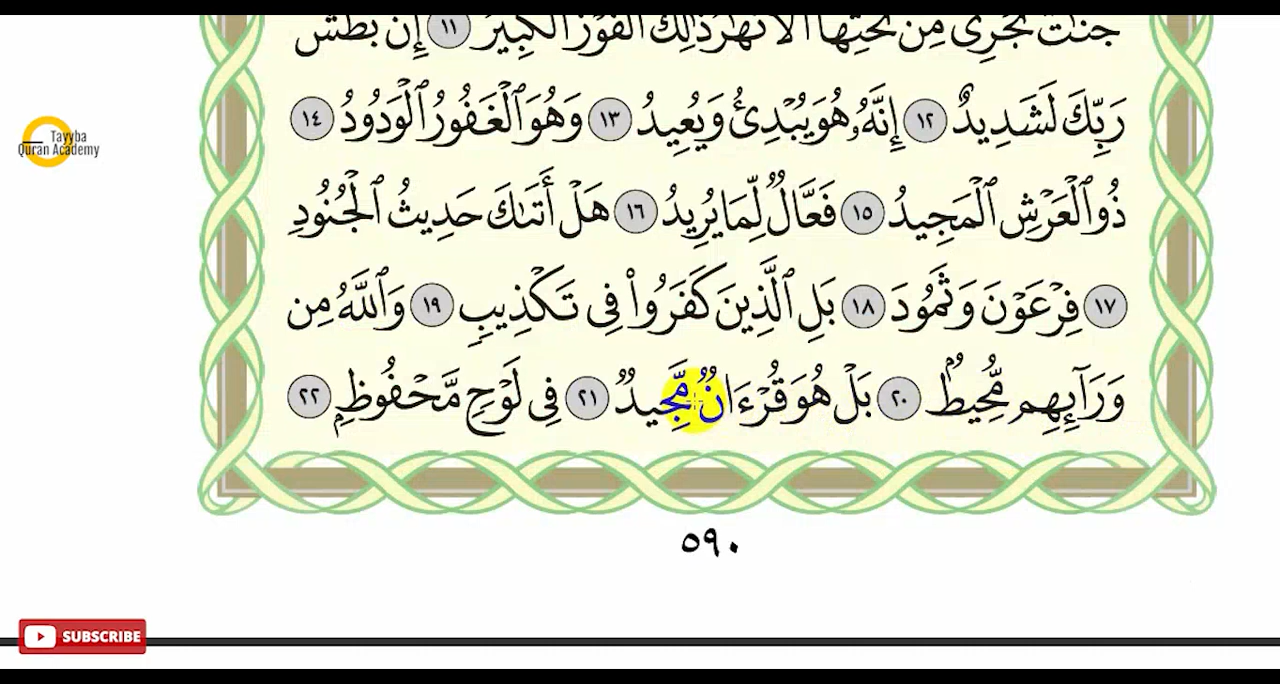 جَنَّٰتٌ تَجْرِى مِن تَحْتِهَا ٱلْأَنْهَٰرُ ذَٰلِكَ ٱلْفَوْزُ ٱلْكَبِيرُ ١١ إِنَّ بَطْشَ
رَبِّكَ لَشَدِيدٌ ١٢ إِنَّهُۥ هُوَ يُبْدِئُ وَيُعِيدُ ١٣ وَهُوَ ٱلْغَفُورُ ٱلْوَدُودُ ١٤
ذُو ٱلْعَرْشِ ٱلْمَجِيدُ ١٥ فَعَّالٌ لِّمَا يُرِيدُ ١٦ هَلْ أَتَىٰكَ حَدِيثُ ٱلْجُنُودِ
١٧ فِرْعَوْنَ وَثَمُودَ ١٨ بَلِ ٱلَّذِينَ كَفَرُوا۟ فِى تَكْذِيبٍ ١٩ وَٱللَّهُ مِن
وَرَآئِهِم مُّحِيطٌۢ ٢٠ بَلْ هُوَ قُرْءَانٌ مَّجِيدٌ ٢١ فِى لَوْحٍ مَّحْفُوظٍۭ ٢٢
٥٩٠
Tayyba
Quran Academy
SUBSCRIBE